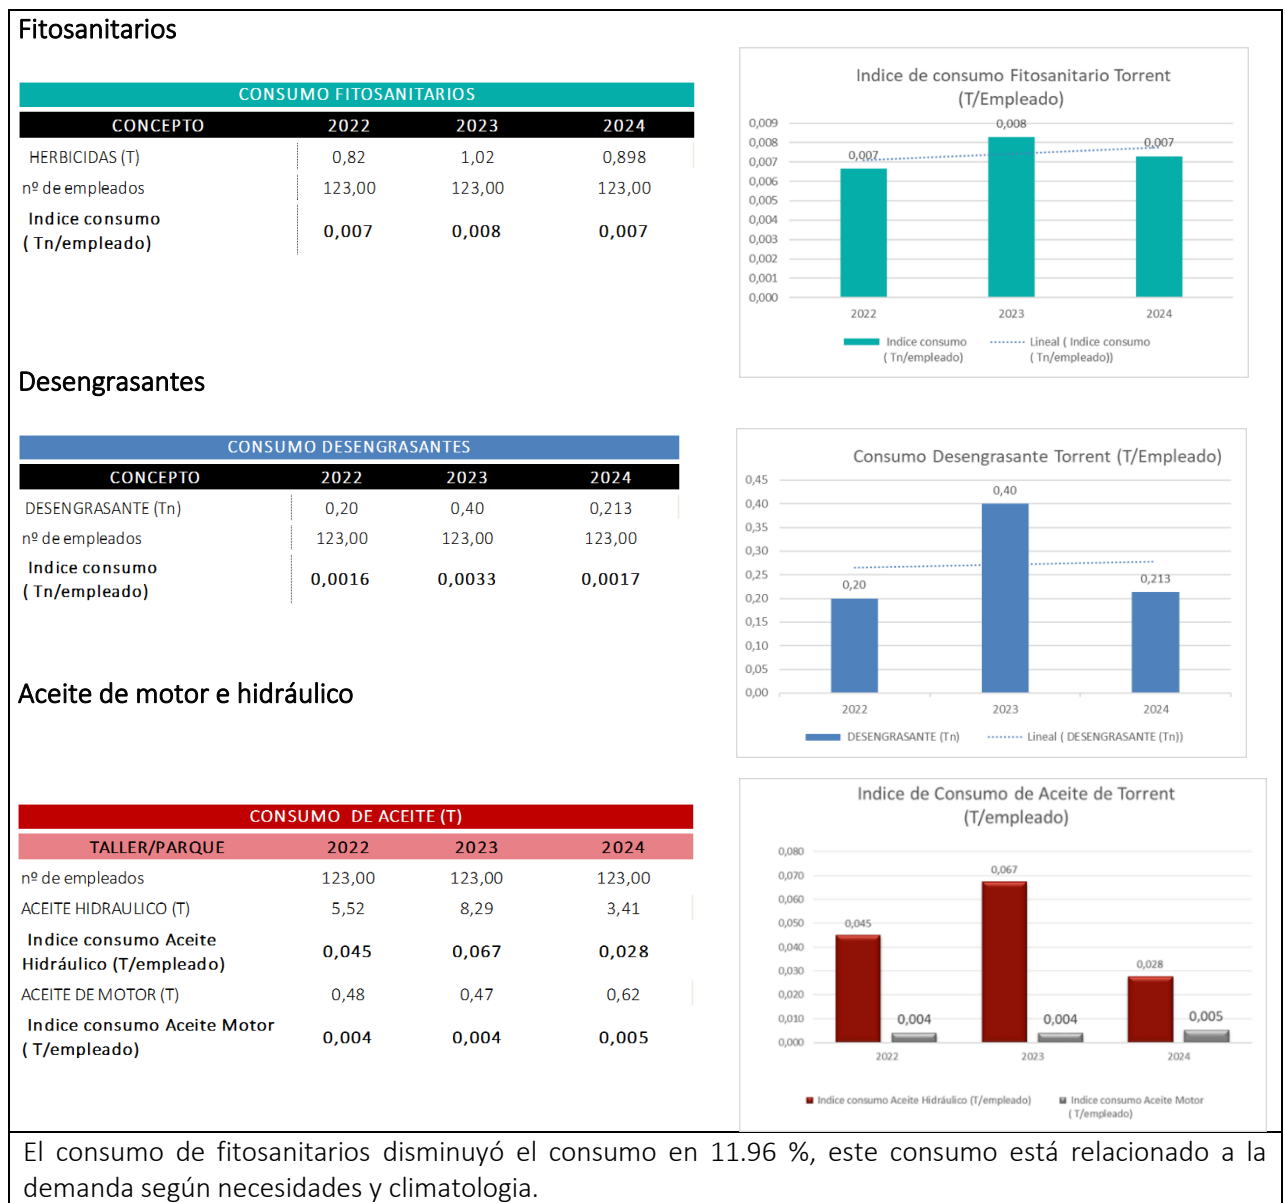 Fitosanitarios
CONSUMO FITOSANITARIOS
CONCEPTO 2022 2023 2024
HERBICIDAS (T) 0,82 1,02 0,898
nº de empleados 123,00 123,00 123,00
Indice consumo
( Tn/empleado) 0,007 0,008 0,007
Indice de consumo Fitosanitario Torrent
(T/Empleado)
0,009
0,008
0,007
0,006
0,005
0,004
0,003
0,002
0,001
0,000
0,007 0,008 0,007
2022 2023 2024
Indice consumo
( Tn/empleado)
Lineal ( Indice consumo
( Tn/empleado))
Desengrasantes
CONSUMO DESENGRASANTES
CONCEPTO 2022 2023 2024
DESENGRASANTE (Tn) 0,20 0,40 0,213
nº de empleados 123,00 123,00 123,00
Indice consumo
( Tn/empleado) 0,0016 0,0033 0,0017
Consumo Desengrasante Torrent (T/Empleado)
0,45
0,40
0,35
0,30
0,25
0,20
0,15
0,10
0,05
0,00
0,20 0,40 0,213
2022 2023 2024
DESENGRASANTE (Tn) Lineal ( DESENGRASANTE (Tn))
Aceite de motor e hidráulico
CONSUMO DE ACEITE (T)
TALLER/PARQUE 2022 2023 2024
nº de empleados 123,00 123,00 123,00
ACEITE HIDRAULICO (T) 5,52 8,29 3,41
Indice consumo Aceite
Hidráulico (T/empleado) 0,045 0,067 0,028
ACEITE DE MOTOR (T) 0,48 0,47 0,62
Indice consumo Aceite Motor
( T/empleado) 0,004 0,004 0,005
Indice de Consumo de Aceite de Torrent
(T/empleado)
0,080
0,070
0,060
0,050
0,040
0,030
0,020
0,010
0,000
0,045 0,004 0,067 0,004 0,028 0,005
2022 2023 2024
Indice consumo Aceite Hidráulico (T/empleado)
Indice consumo Aceite Motor
( T/empleado)
El consumo de fitosanitarios disminuyó el consumo en 11.96 %, este consumo está relacionado a la
demanda según necesidades y climatologia.